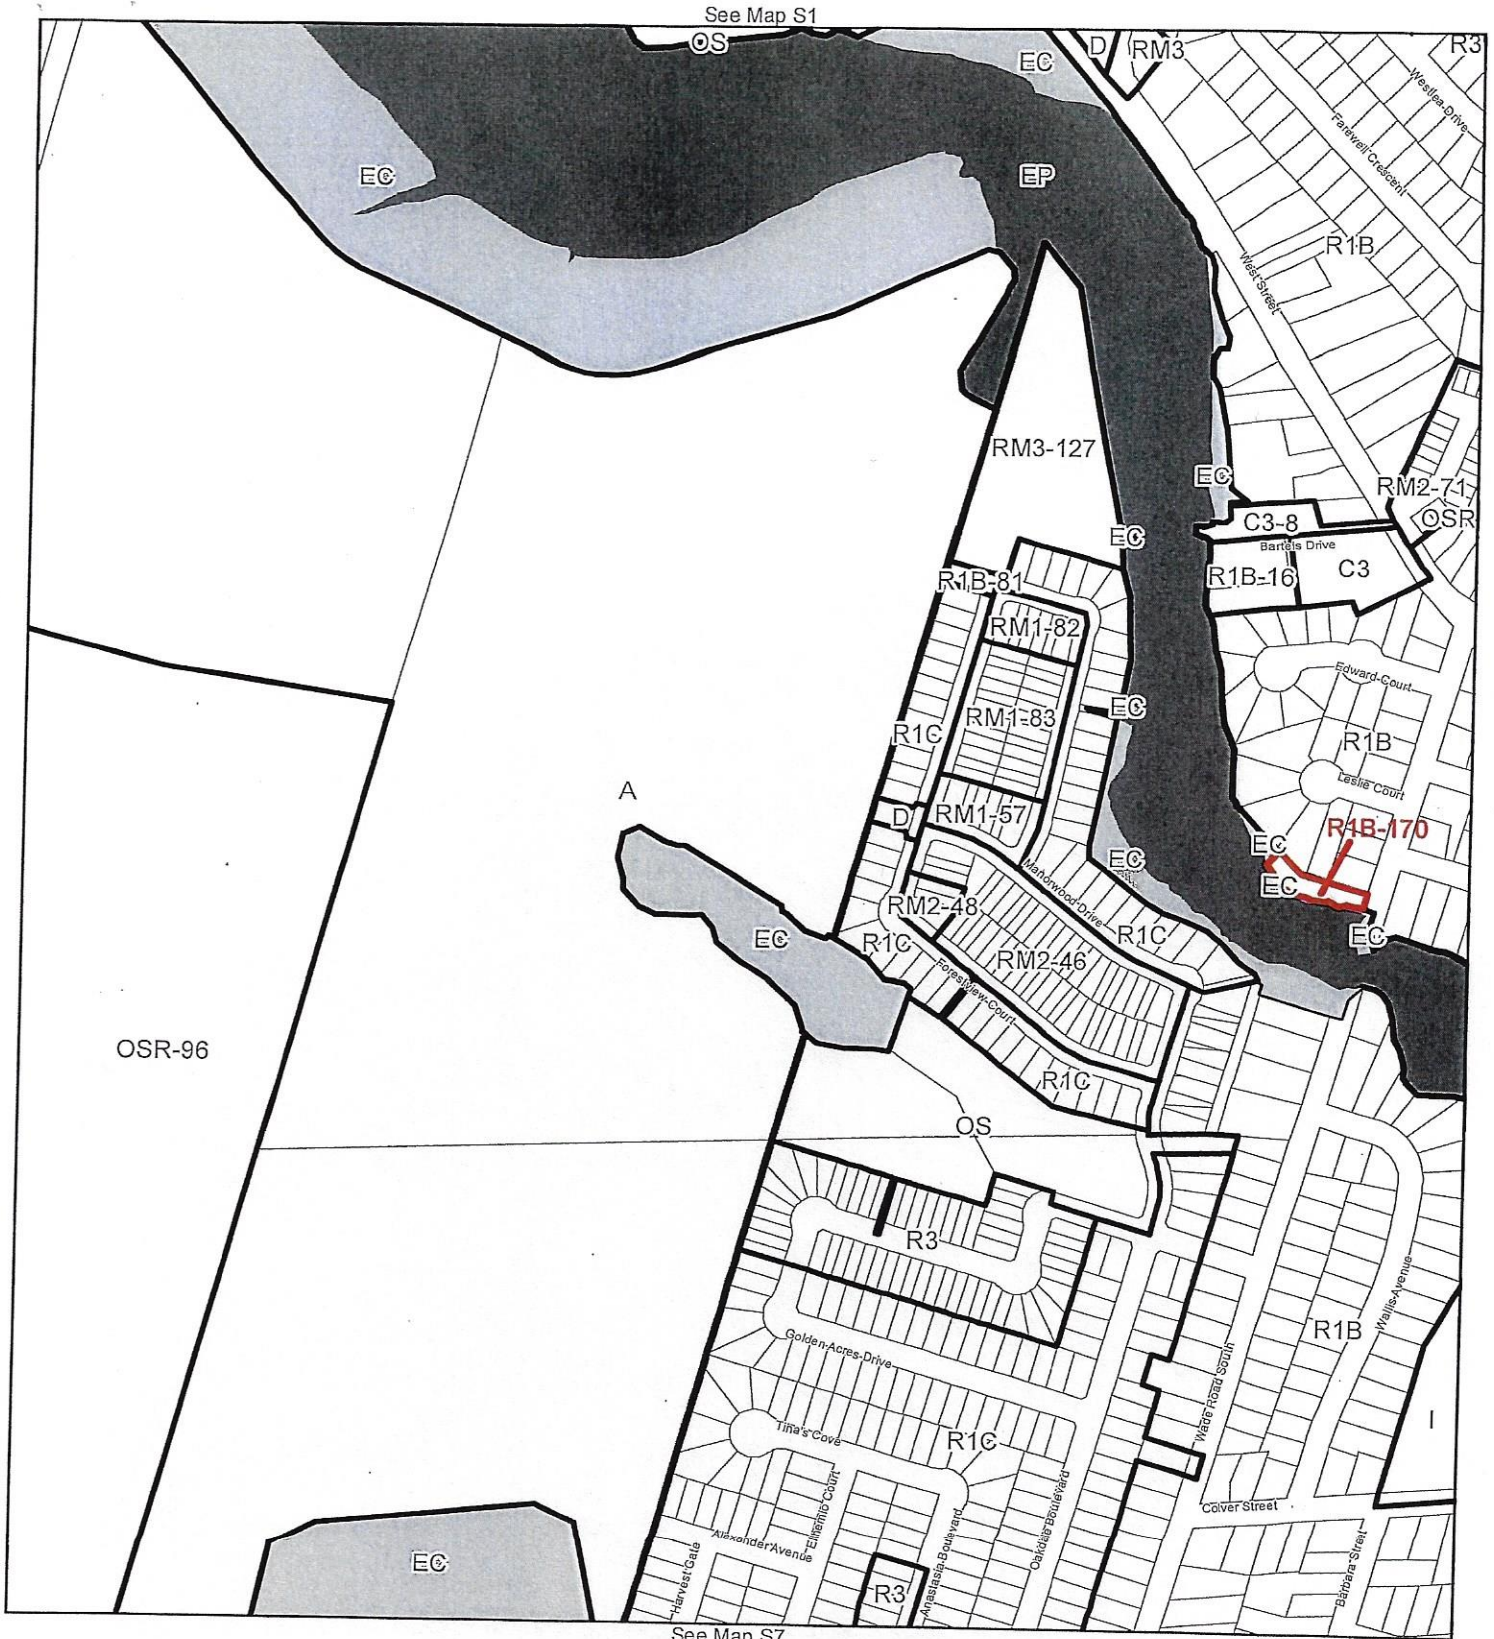 See Map S1
OS
D
RM3
R3
EC
Westlea Drive
Farewell Crescent
EC
EP
R1B
West Street
RM3-127
EC
RM2-71
OSR
C3-8
EC
Bartels Drive
R1B-16
C3
R1B-81
RM1-82
Edward Court
RM1-83
EC
R1C
R1B
Leslie Court
A
D
RM1-57
R1B-170
EC
EC
Manorwood Drive
EC
RM2-48
R1C
EC
EC
R1C
RM2-46
Forestview Court
OSR-96
R1C
OS
R3
Wallis Avenue
R1B
Golden Acres Drive
Wade Road South
I
Tina's Cove
R1C
Oakdale Boulevard
Colver Street
Alexander Avenue
Anastasia Boulevard
Barbara Street
EC
Harvest Gate
R3
See Map S7